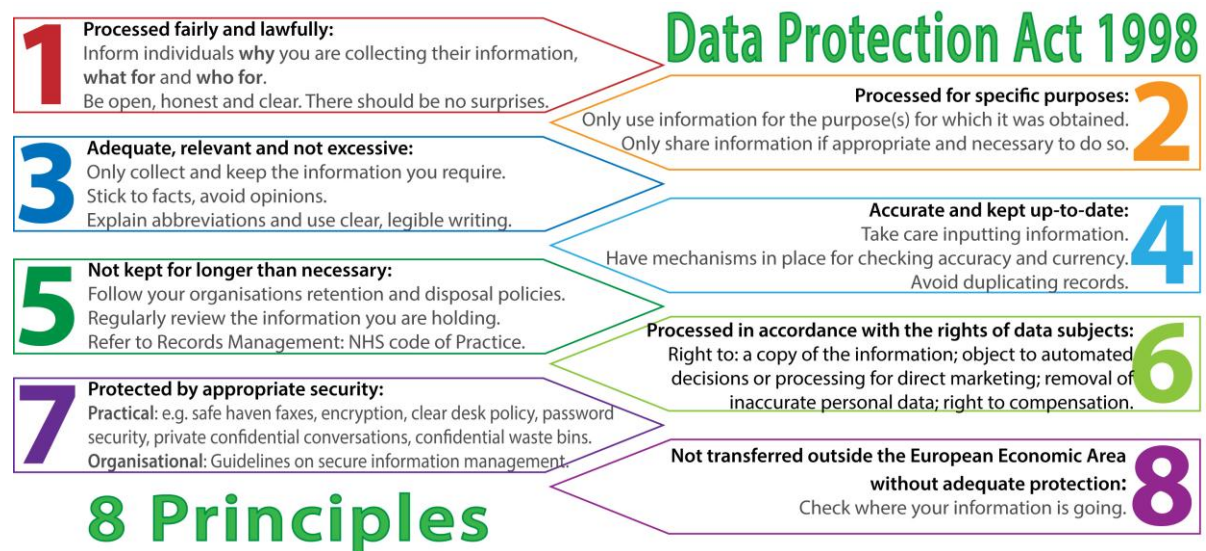 Data Protection Act 1998
1
Processed fairly and lawfully:
Inform individuals why you are collecting their information,
what for and who for.
Be open, honest and clear. There should be no surprises.
2
Processed for specific purposes:
Only use information for the purpose(s) for which it was obtained.
Only share information if appropriate and necessary to do so.
3
Adequate, relevant and not excessive:
Only collect and keep the information you require.
Stick to facts, avoid opinions.
Explain abbreviations and use clear, legible writing.
4
Accurate and kept up-to-date:
Take care inputting information.
Have mechanisms in place for checking accuracy and currency.
Avoid duplicating records.
5
Not kept for longer than necessary:
Follow your organisations retention and disposal policies.
Regularly review the information you are holding.
Refer to Records Management: NHS code of Practice.
6
Processed in accordance with the rights of data subjects:
Right to: a copy of the information; object to automated
decisions or processing for direct marketing; removal of
inaccurate personal data; right to compensation.
7
Protected by appropriate security:
Practical: e.g. safe haven faxes, encryption, clear desk policy, password
security, private confidential conversations, confidential waste bins.
Organisational: Guidelines on secure information management.
8
Not transferred outside the European Economic Area
without adequate protection:
Check where your information is going.
8 Principles